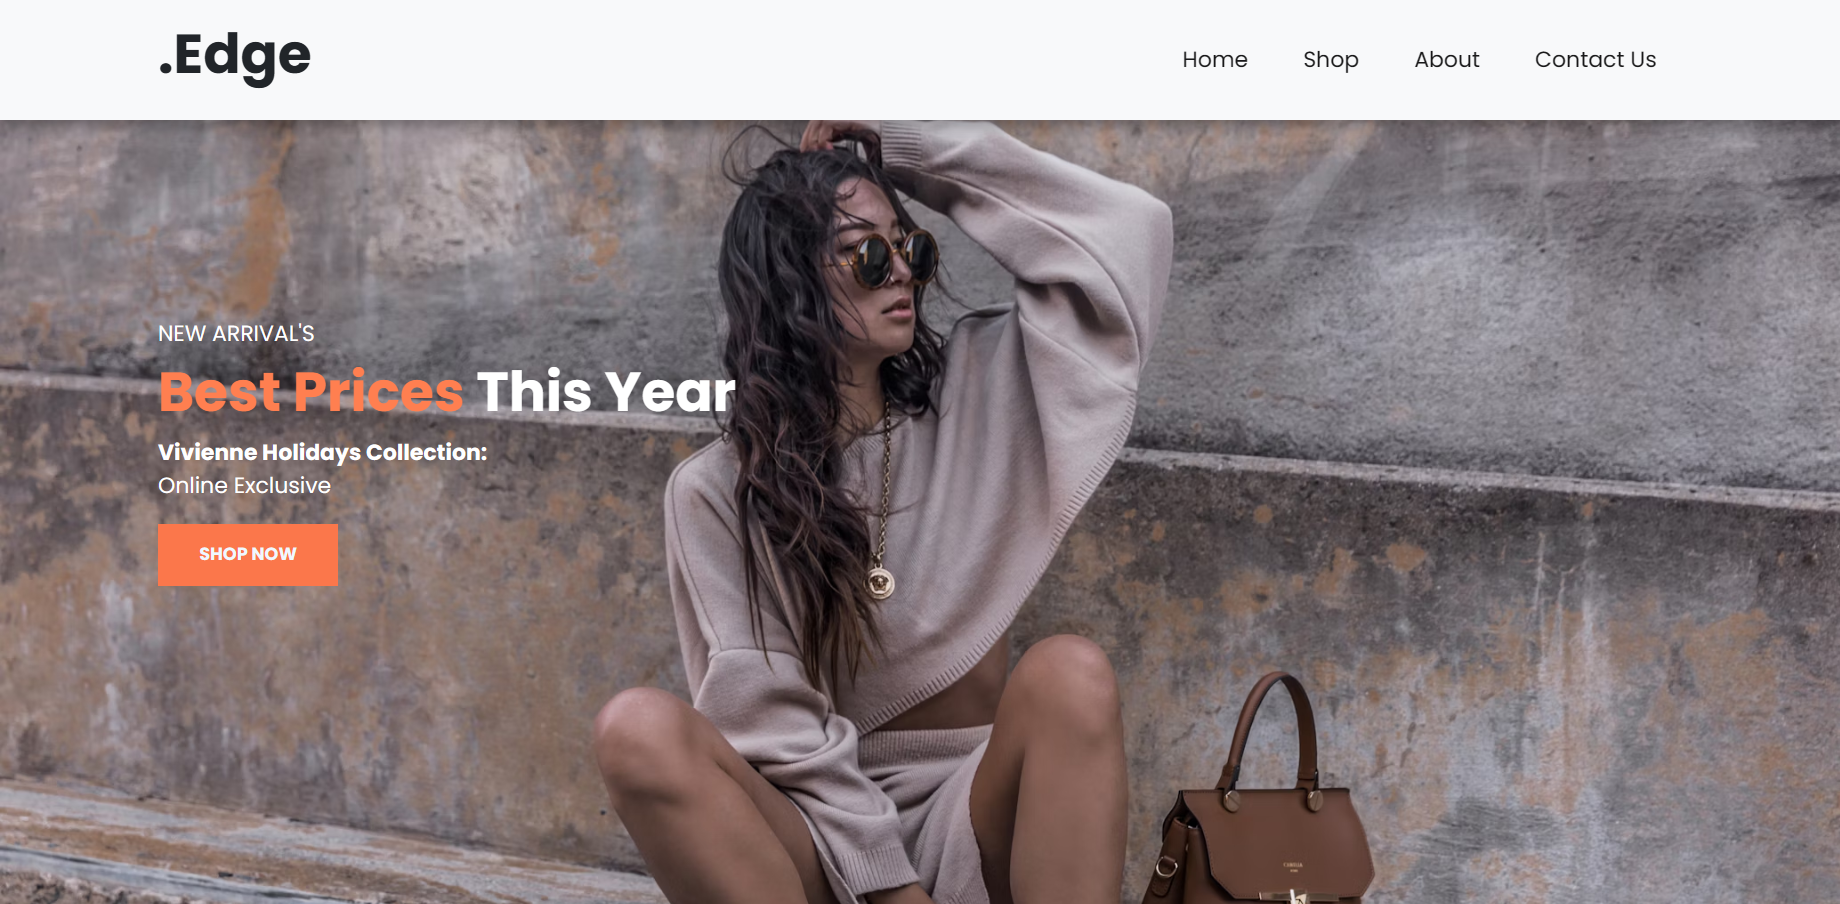 .Edge
Home Shop About Contact Us
NEW ARRIVAL'S
Best Prices This Year
Vivienne Holidays Collection:
Online Exclusive
SHOP NOW